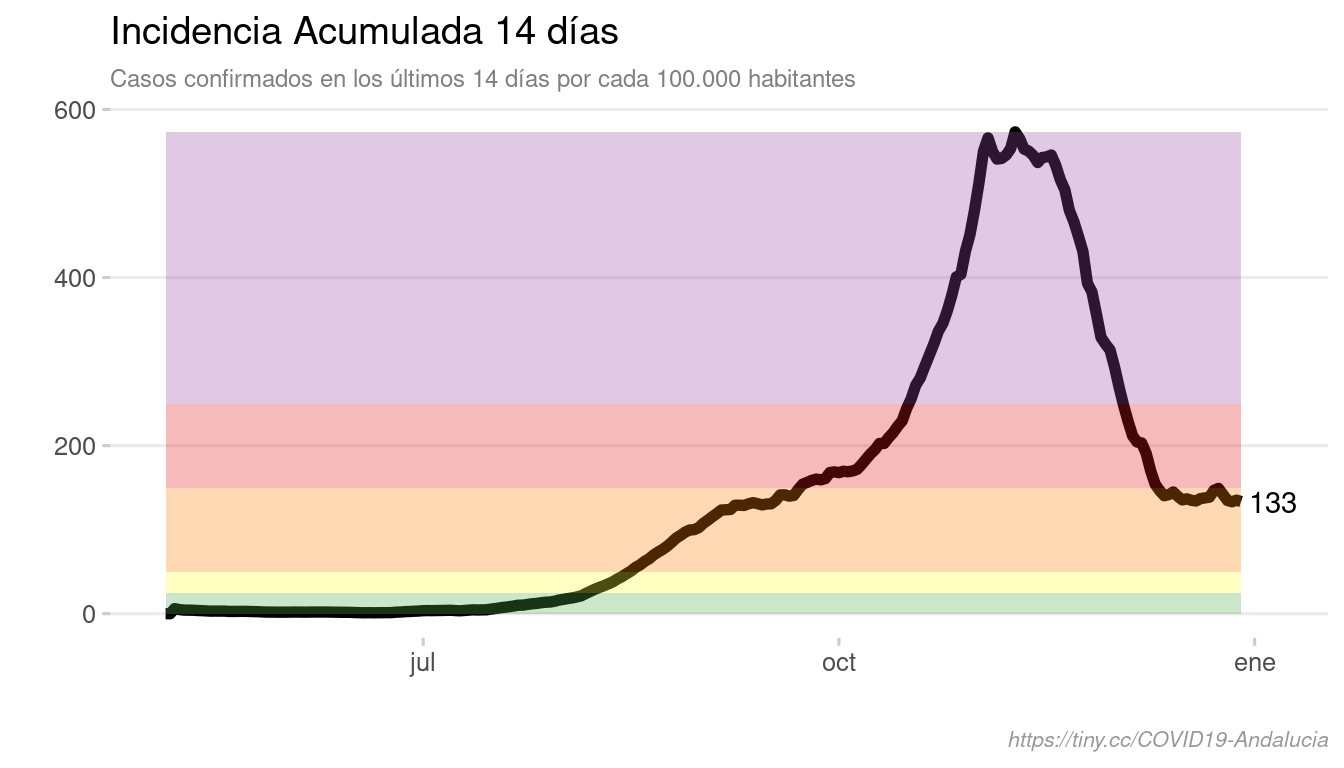 Incidencia Acumulada 14 días
Casos confirmados en los últimos 14 días por cada 100.000 habitantes
600
400
200
0
133
jul
oct
ene
https://tiny.cc/COVID19-Andalucia